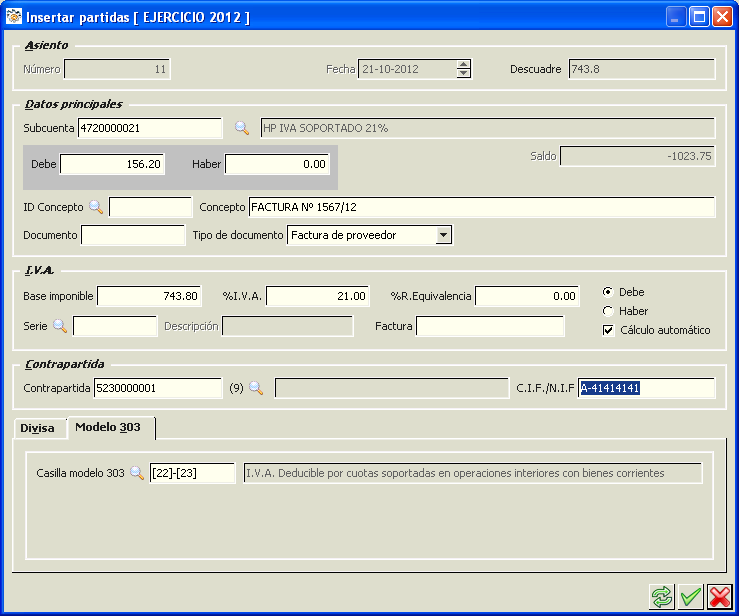 Insertar partidas [ EJERCICIO 2012 ]
Asiento
Número 11 Fecha 21-10-2012 Descuadre 743.8
Datos principales
Subcuenta 4720000021 HP IVA SOPORTADO 21%
Debe 156.20 Haber 0.00 Saldo -1023.75
ID Concepto Concepto FACTURA Nº 1567/12
Documento Tipo de documento Factura de proveedor
I.V.A.
Base imponible 743.80 %I.V.A. 21.00 %R.Equivalencia 0.00 Debe
Haber
Serie Descripción Factura Cálculo automático
Contrapartida
Contrapartida 5230000001 (9) C.I.F./N.I.F A-41414141
Divisa Modelo 303
Casilla modelo 303 [22]-[23] I.V.A. Deducible por cuotas soportadas en operaciones interiores con bienes corrientes